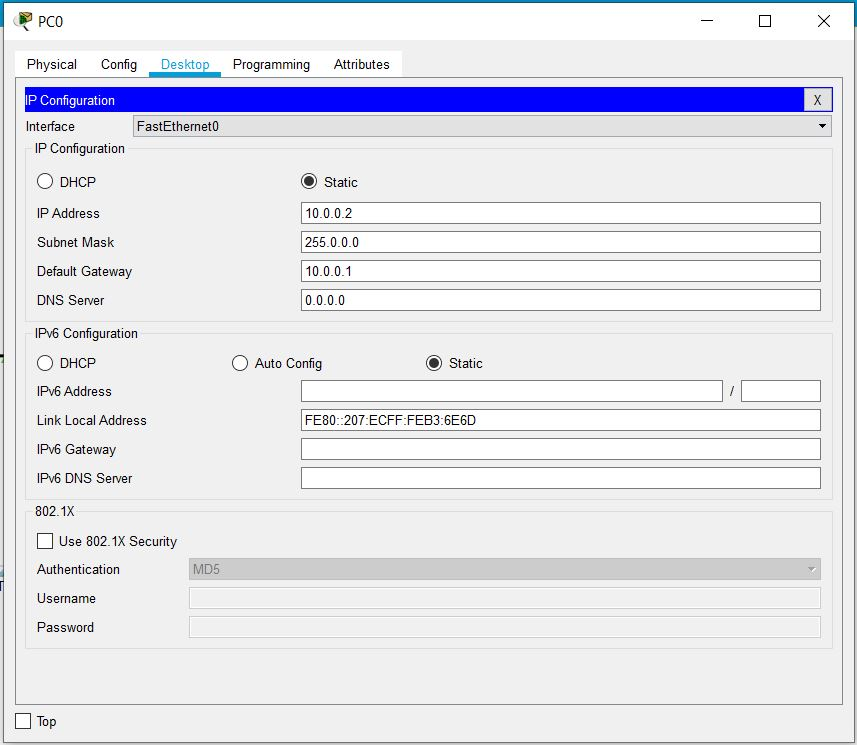 PC0
Physical Config Desktop Programming Attributes
IP Configuration X
Interface FastEthernet0
IP Configuration
DHCP Static
IP Address 10.0.0.2
Subnet Mask 255.0.0.0
Default Gateway 10.0.0.1
DNS Server 0.0.0.0
IPv6 Configuration
DHCP Auto Config Static
IPv6 Address /
Link Local Address FE80::207:ECFF:FEB3:6E6D
IPv6 Gateway
IPv6 DNS Server
802.1X
Use 802.1X Security
Authentication MD5
Username
Password
Top